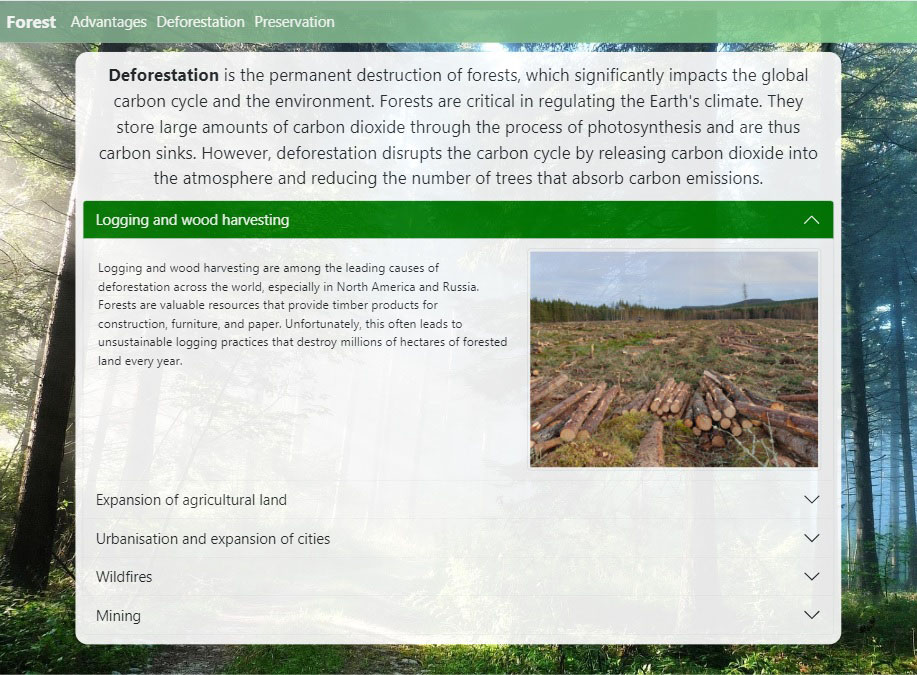 Forest Advantages Deforestation Preservation
Deforestation is the permanent destruction of forests, which significantly impacts the global
carbon cycle and the environment. Forests are critical in regulating the Earth's climate. They
store large amounts of carbon dioxide through the process of photosynthesis and are thus
carbon sinks. However, deforestation disrupts the carbon cycle by releasing carbon dioxide into
the atmosphere and reducing the number of trees that absorb carbon emissions.
Logging and wood harvesting
Logging and wood harvesting are among the leading causes of
deforestation across the world, especially in North America and Russia.
Forests are valuable resources that provide timber products for
construction, furniture, and paper. Unfortunately, this often leads to
unsustainable logging practices that destroy millions of hectares of forested
land every year.
Expansion of agricultural land
Urbanisation and expansion of cities
Wildfires
Mining